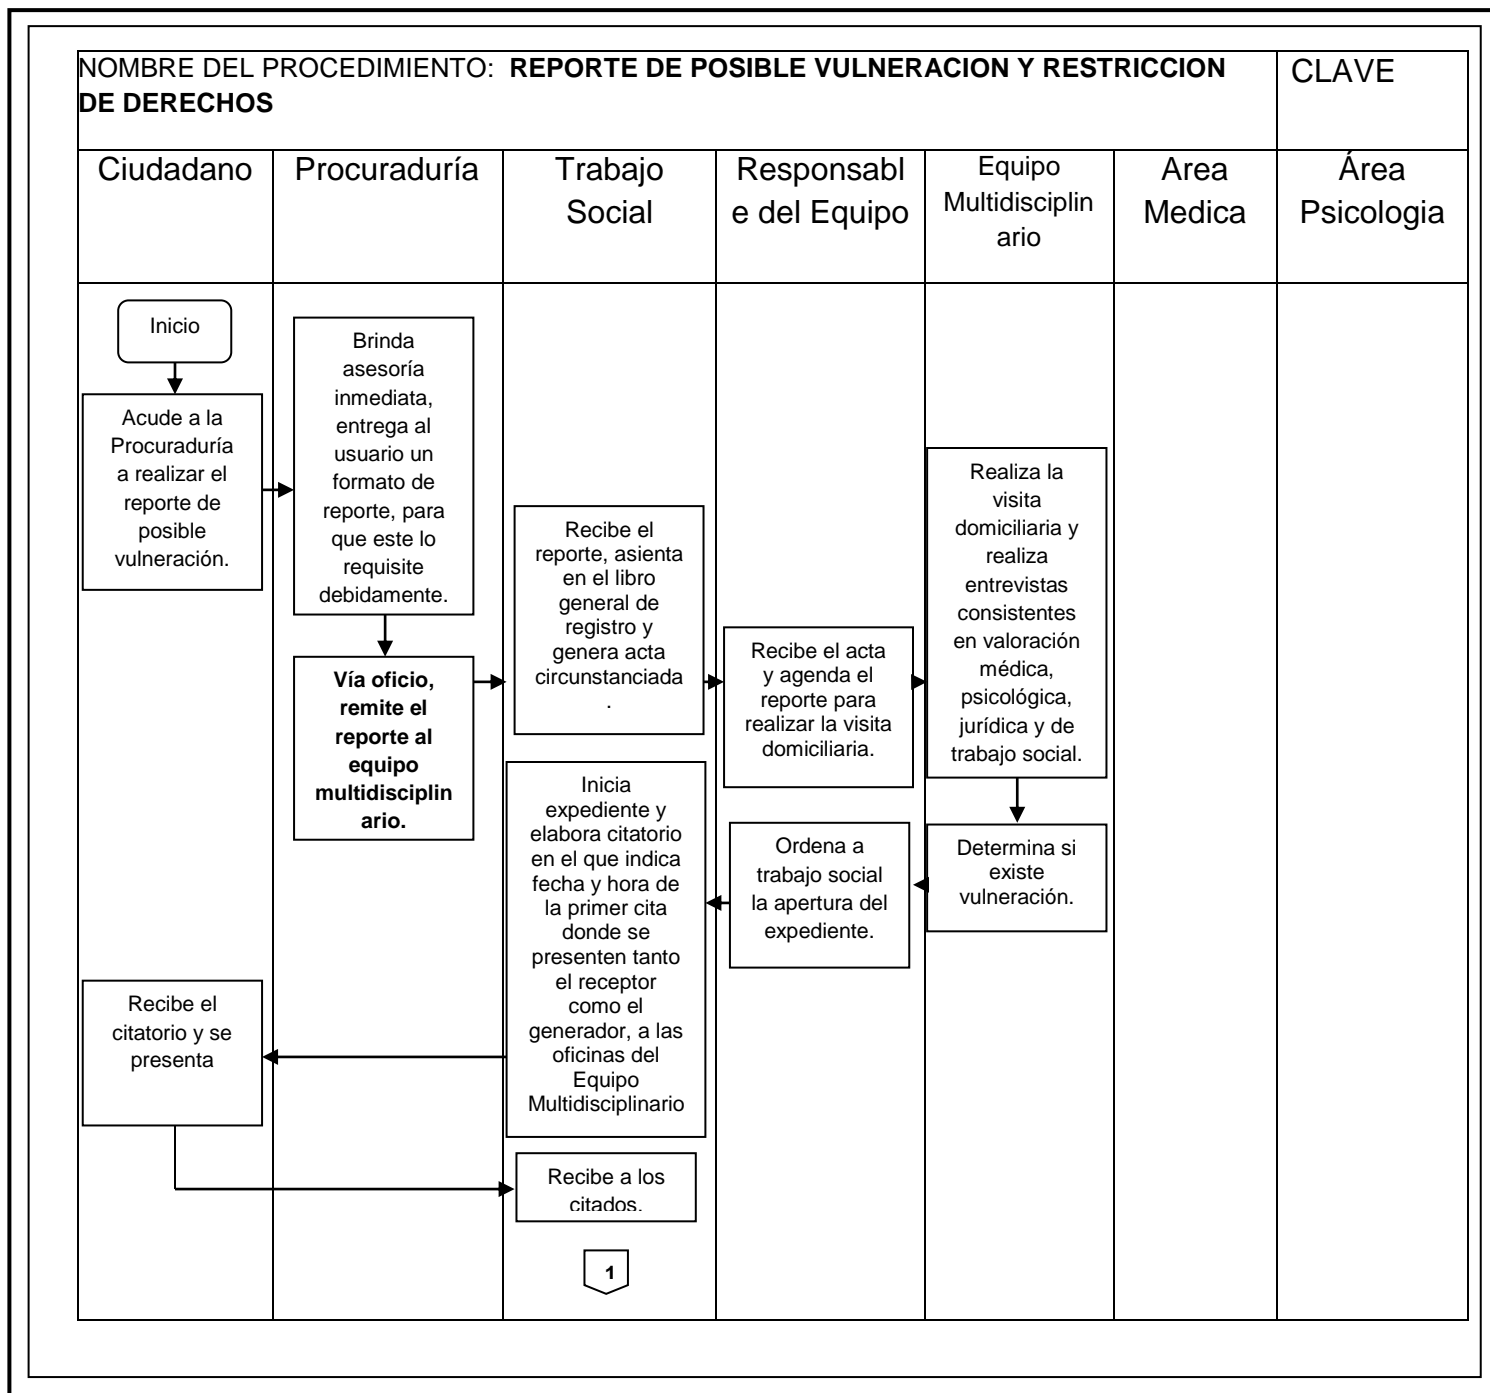 NOMBRE DEL PROCEDIMIENTO: REPORTE DE POSIBLE VULNERACION Y RESTRICCION
DE DERECHOS
CLAVE
Ciudadano
Procuraduría
Trabajo
Social
Responsabl
e del Equipo
Equipo
Multidisciplin
ario
Area
Medica
Área
Psicologia
Inicio
Acude a la
Procuraduría
a realizar el
reporte de
posible
vulneración.
Brinda
asesoría
inmediata,
entrega al
usuario un
formato de
reporte, para
que este lo
requisite
debidamente.
Vía oficio,
remite el
reporte al
equipo
multidisciplin
ario.
Recibe el
reporte, asienta
en el libro
general de
registro y
genera acta
circunstanciada
.
Recibe el acta
y agenda el
reporte para
realizar la visita
domiciliaria.
Realiza la
visita
domiciliaria y
realiza
entrevistas
consistentes
en valoración
médica,
psicológica,
jurídica y de
trabajo social.
Determina si
existe
vulneración.
Ordena a
trabajo social
la apertura del
expediente.
Inicia
expediente y
elabora citatorio
en el que indica
fecha y hora de
la primer cita
donde se
presenten tanto
el receptor
como el
generador, a las
oficinas del
Equipo
Multidisciplinario
Recibe el
citatorio y se
presenta
Recibe a los
citados.
1